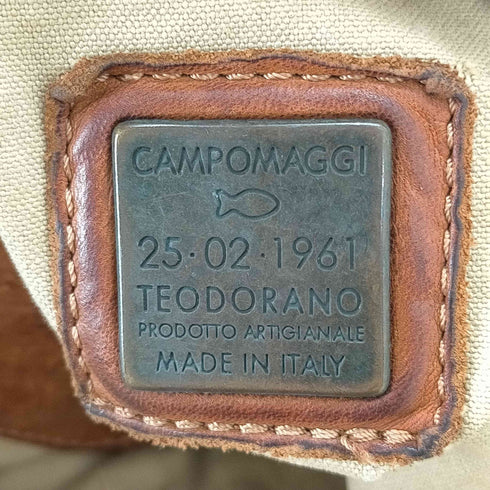 CAMPOMAGGI
25·02·1961
TEODORANO
PRODOTTO ARTIGIANALE
MADE IN ITALY